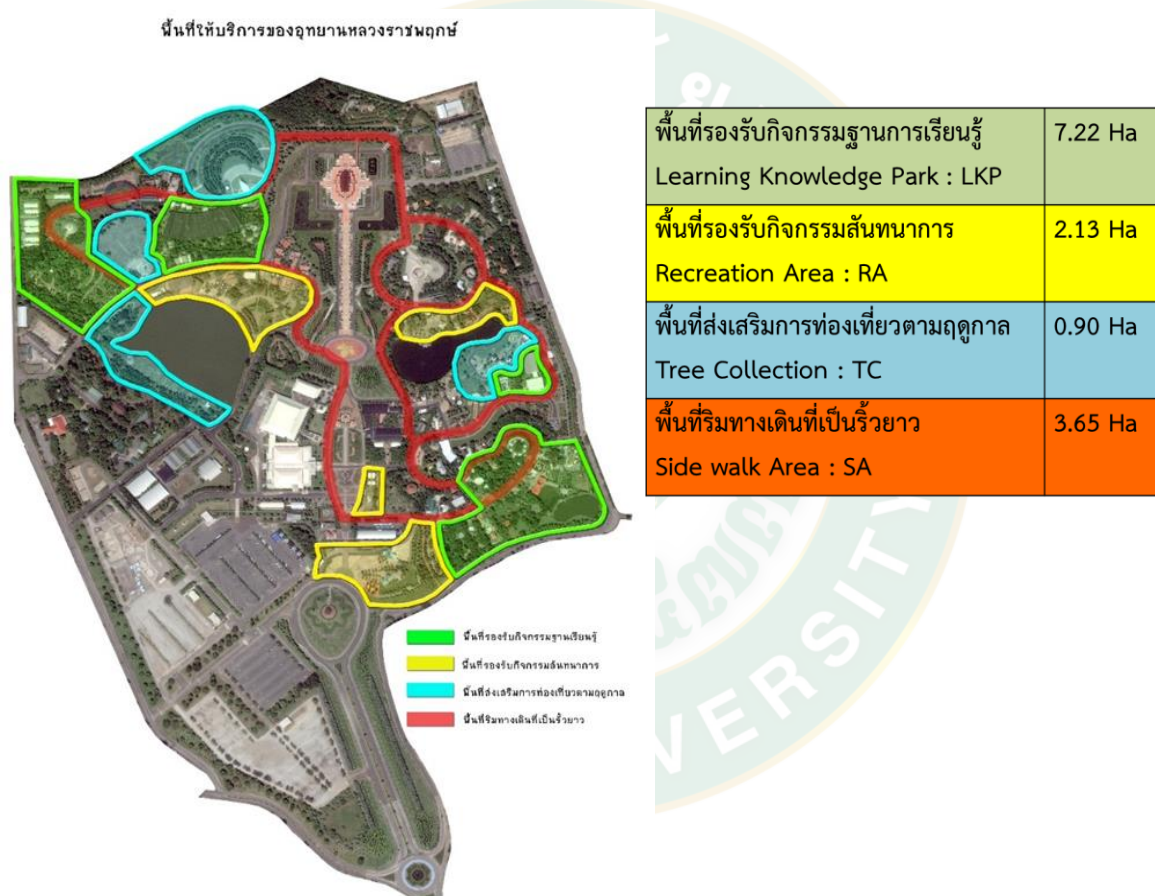 พื้นที่ให้บริการของอุทยานหลวงราชพฤกษ์
พื้นที่รองรับกิจกรรมฐานการเรียนรู้ 7.22 Ha
Learning Knowledge Park : LKP
พื้นที่รองรับกิจกรรมสันทนาการ 2.13 Ha
Recreation Area : RA
พื้นที่ส่งเสริมการท่องเที่ยวตามฤดูกาล 0.90 Ha
Tree Collection : TC
พื้นที่ริมทางเดินที่เป็นริ้วยาว 3.65 Ha
Side walk Area : SA
พื้นที่รองรับกิจกรรมฐานเรียนรู้
พื้นที่รองรับกิจกรรมสันทนาการ
พื้นที่ส่งเสริมการท่องเที่ยวตามฤดูกาล
พื้นที่ริมทางเดินที่เป็นริ้วยาว
VERSITY